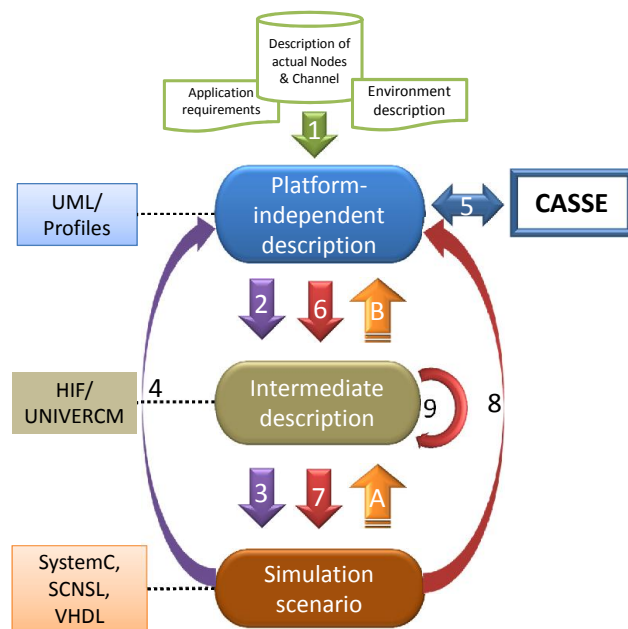 Description of
actual Nodes
& Channel
Application
requirements
Environment
description
1
UML/
Profiles
Platform-
independent
description
5
CASSE
2
6
B
HIF/
UNIVERCM
4
Intermediate
description
9
8
3
7
A
SystemC,
SCNSL,
VHDL
Simulation
scenario